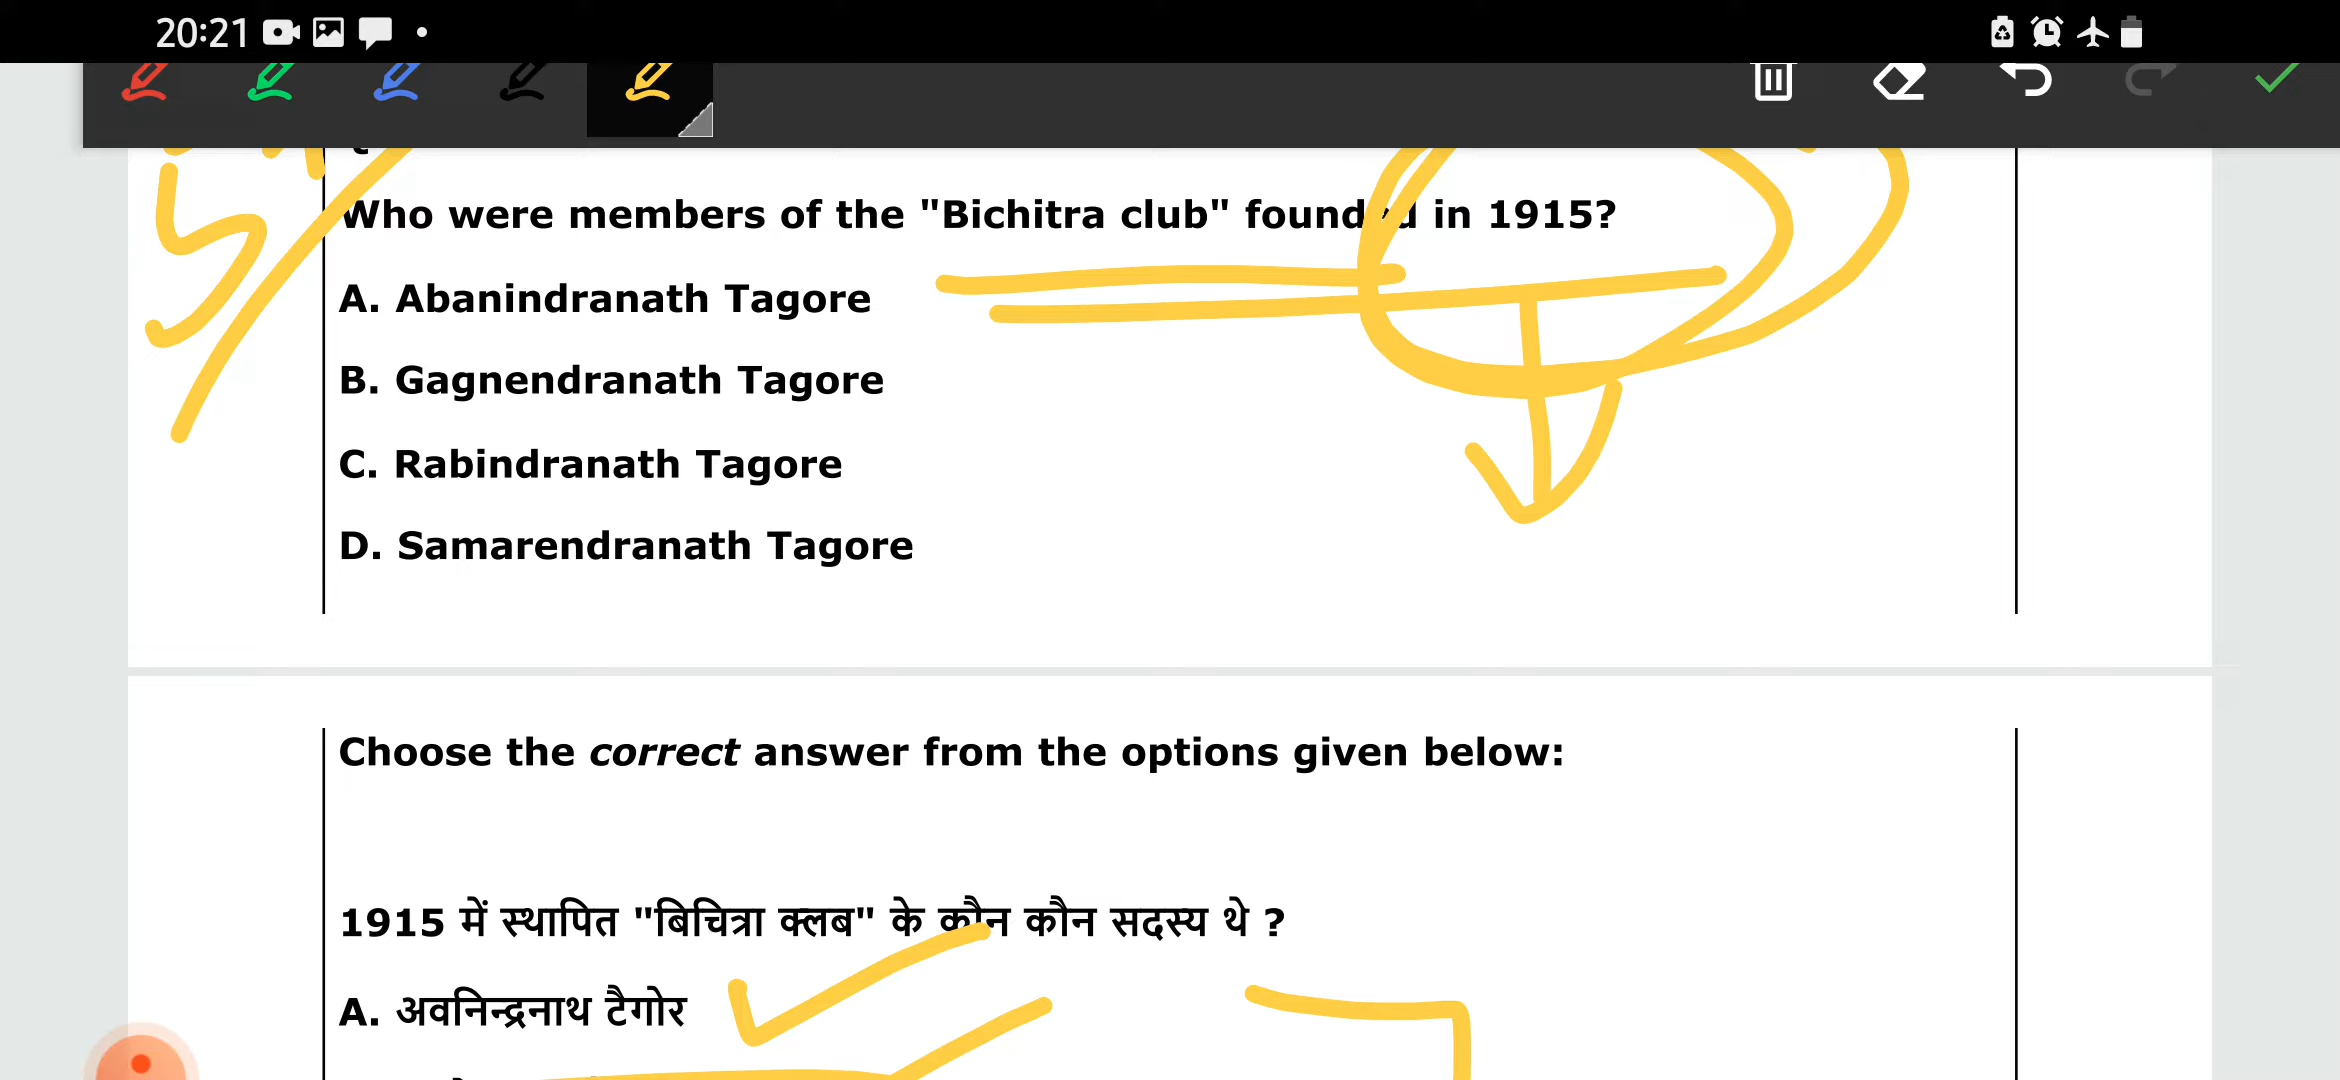 20:21
Who were members of the "Bichitra club" founded in 1915?
A. Abanindranath Tagore
B. Gagnendranath Tagore
C. Rabindranath Tagore
D. Samarendranath Tagore
Choose the correct answer from the options given below:
1915 में स्थापित "बिचित्रा क्लब" के कौन कौन सदस्य थे ?
A. अवनिन्द्रनाथ टैगोर